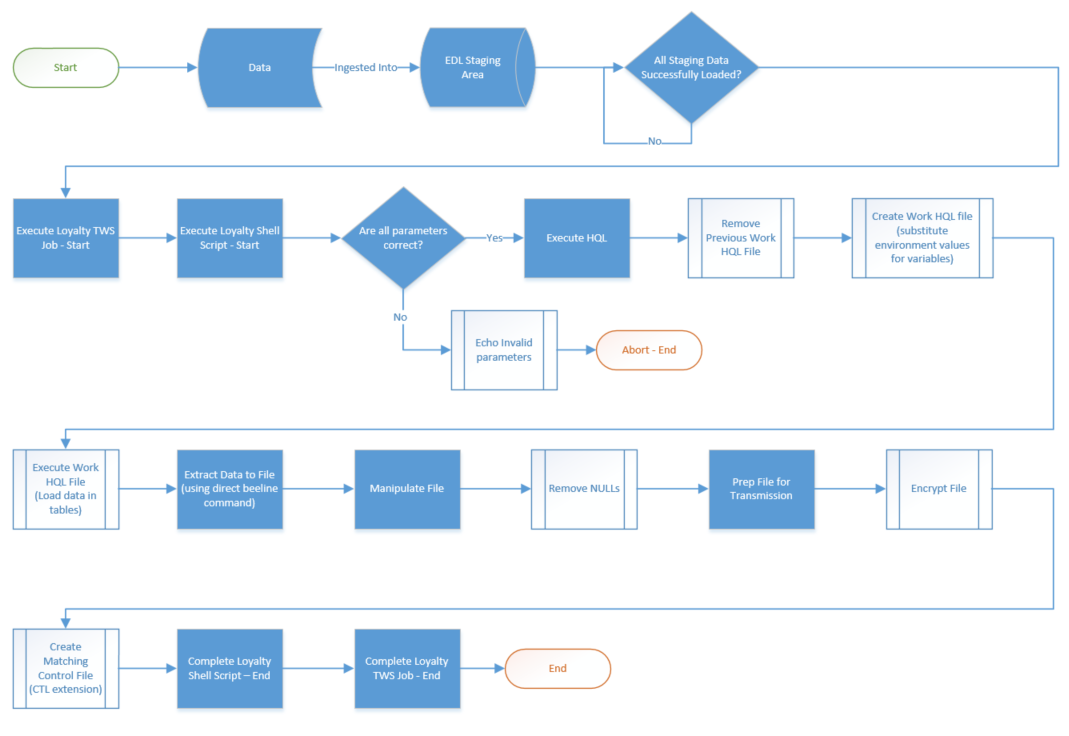 Start
Data
Ingested Into
EDL Staging
Area
All Staging Data
Successfully Loaded?
No
Execute Loyalty TWS
Job - Start
Execute Loyalty Shell
Script - Start
Are all parameters
correct?
Yes
Execute HQL
Remove
Previous Work
HQL File
Create Work HQL file
(substitute
environment values
for variables)
No
Echo Invalid
parameters
Abort - End
Execute Work
HQL File
(Load data in
tables)
Extract Data to File
(using direct beeline
command)
Manipulate File
Remove NULLs
Prep File for
Transmission
Encrypt File
Create
Matching
Control File
(CTL extension)
Complete Loyalty
Shell Script – End
Complete Loyalty
TWS Job - End
End